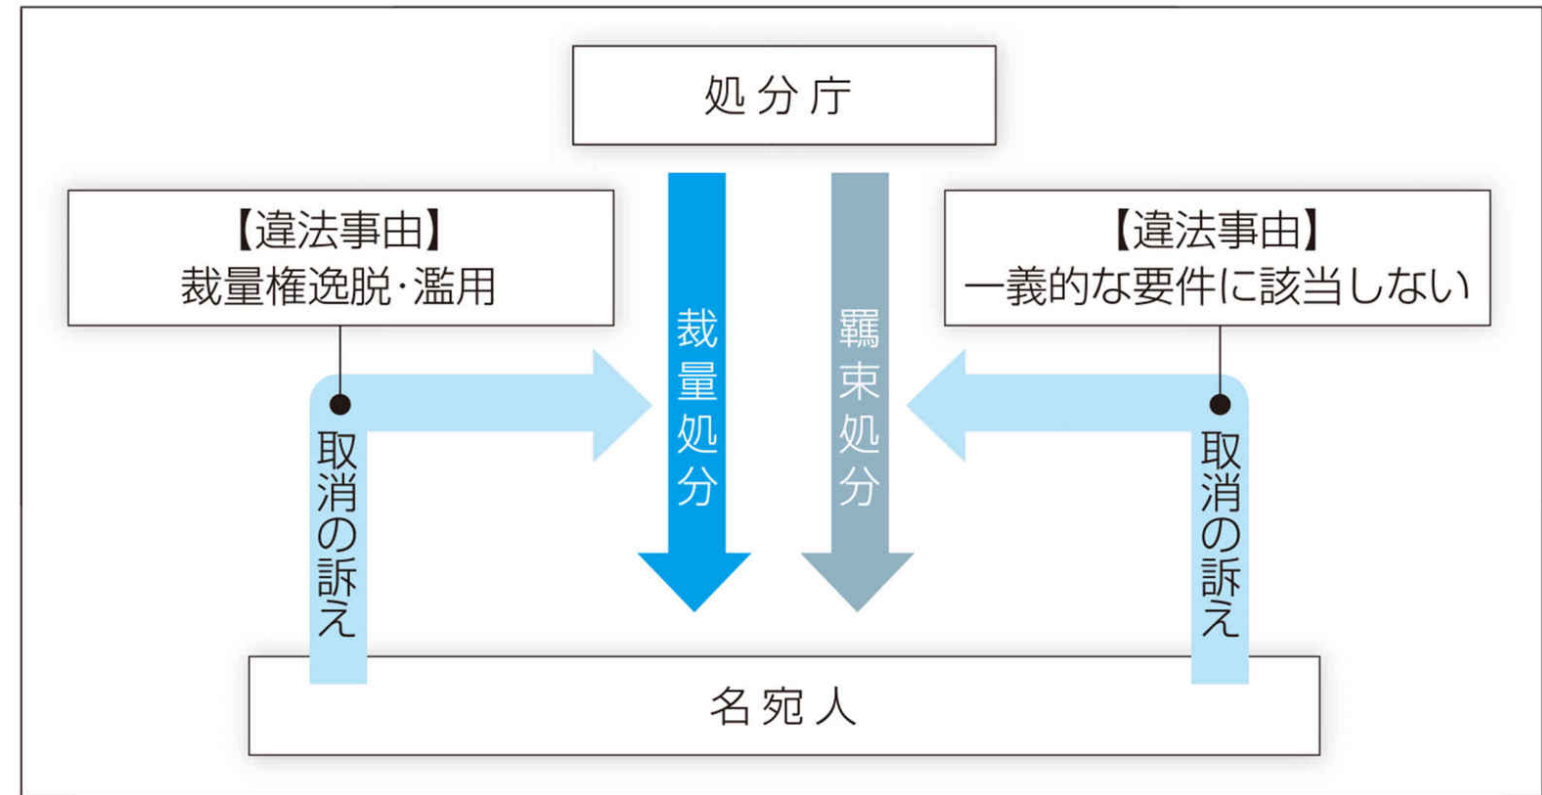 処分庁
【違法事由】
裁量権逸脱・濫用
【違法事由】
一義的な要件に該当しない
裁量処分
羈束処分
取消の訴え
取消の訴え
名宛人